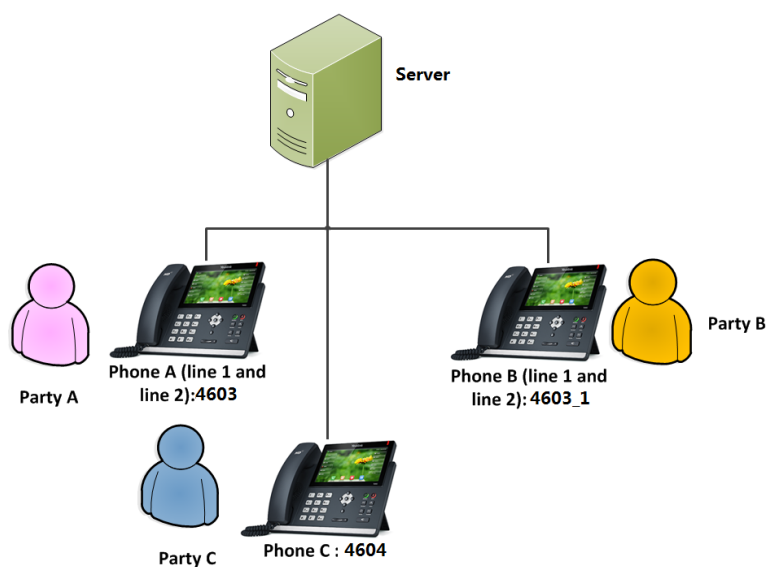 Server
Phone A (line 1 and
line 2):4603
Party A
Phone B (line 1 and
line 2): 4603_1
Party B
Phone C : 4604
Party C